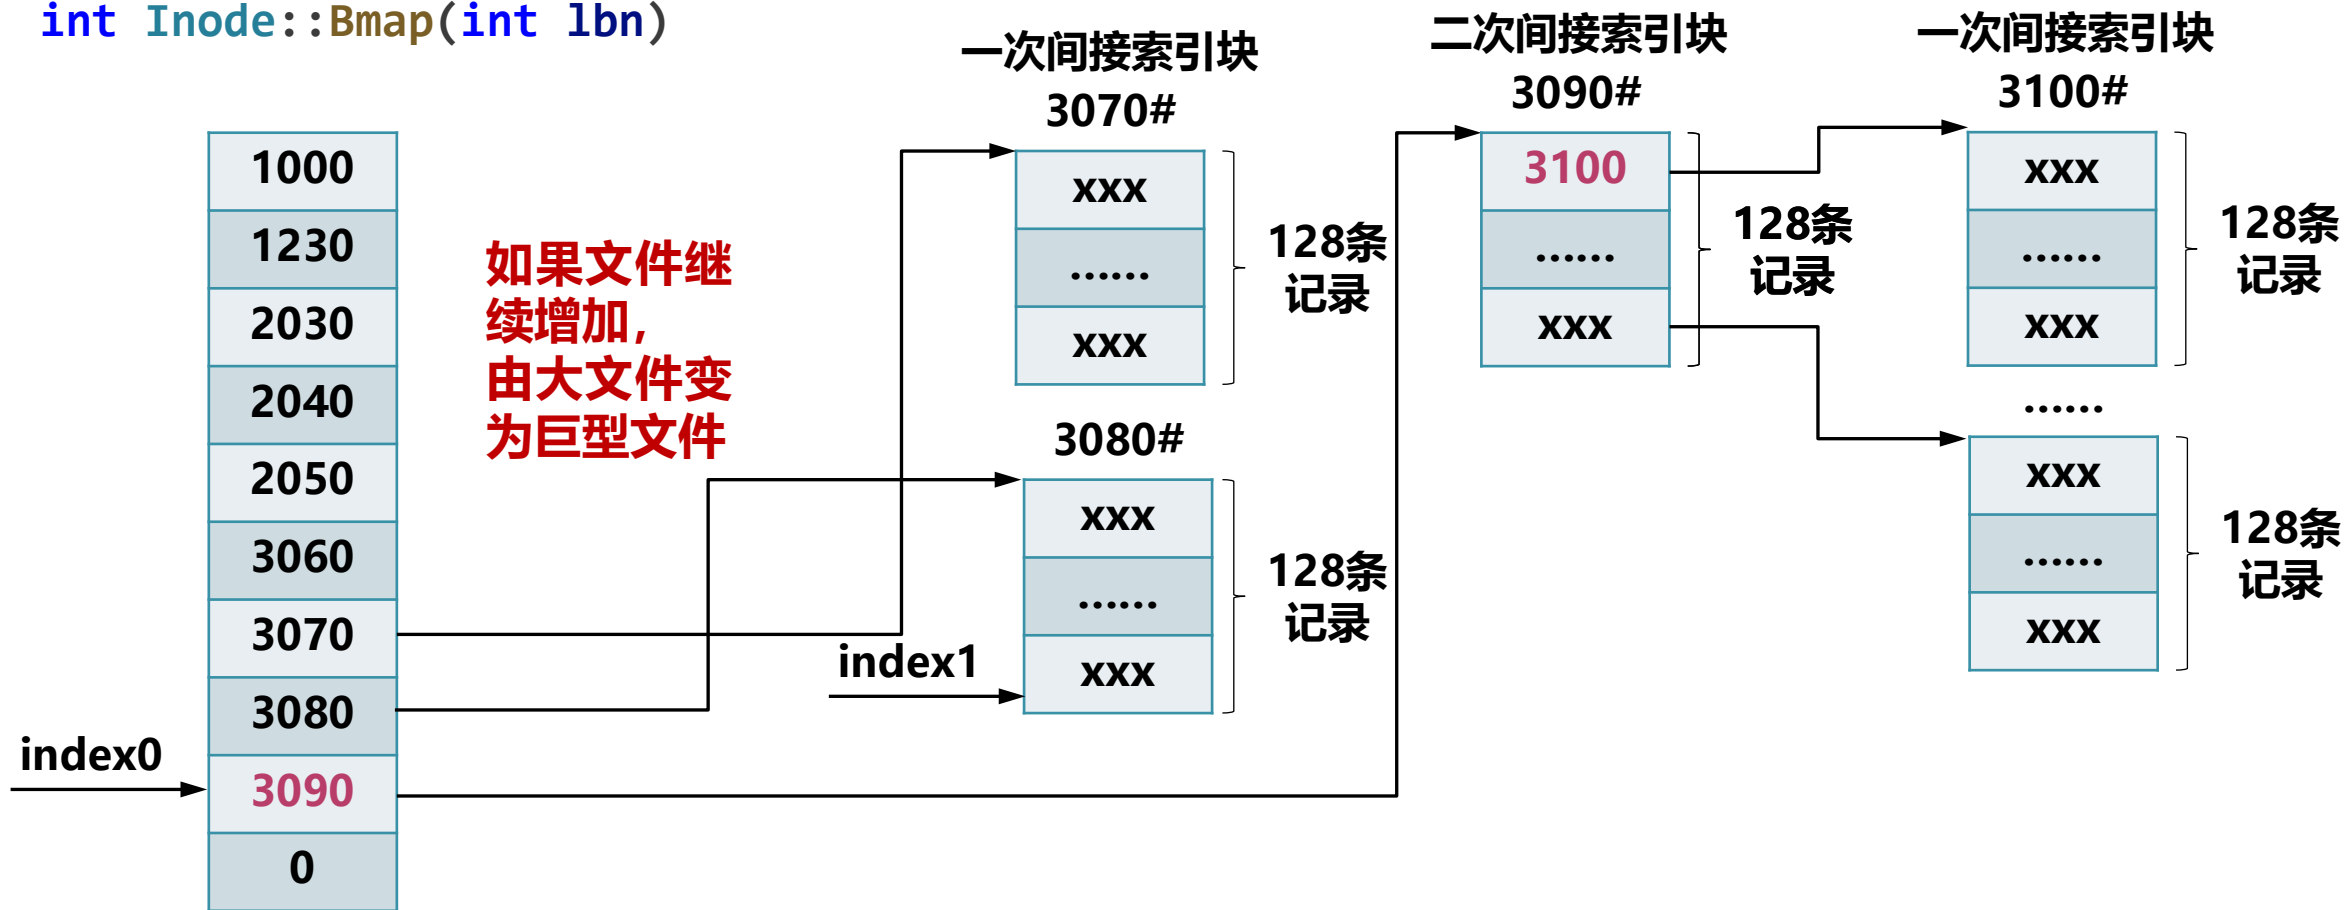 int Inode::Bmap(int lbn)
1000
1230
2030
2040
2050
3060
3070
3080
3090
0
index0
如果文件继
续增加，
由大文件变
为巨型文件
一次间接索引块
3070#
xxx
……
xxx
128条
记录
3080#
xxx
……
xxx
128条
记录
index1
二次间接索引块
3090#
3100
……
xxx
128条
记录
一次间接索引块
3100#
xxx
……
xxx
128条
记录
……
xxx
……
xxx
128条
记录